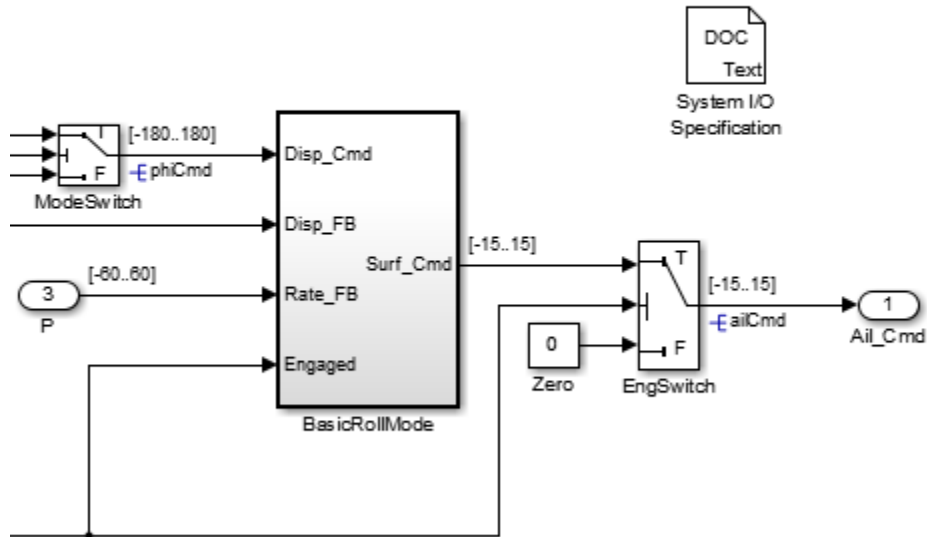 DOC
Text
System I/O
Specification
T
[-180..180]
F
phiCmd
ModeSwitch
Disp_Cmd
Disp_FB
Surf_Cmd
[-15..15]
[-60..60]
3
Rate_FB
P
T
[-15..15]
ailCmd
1
Ail_Cmd
0
F
Zero
EngSwitch
Engaged
BasicRollMode